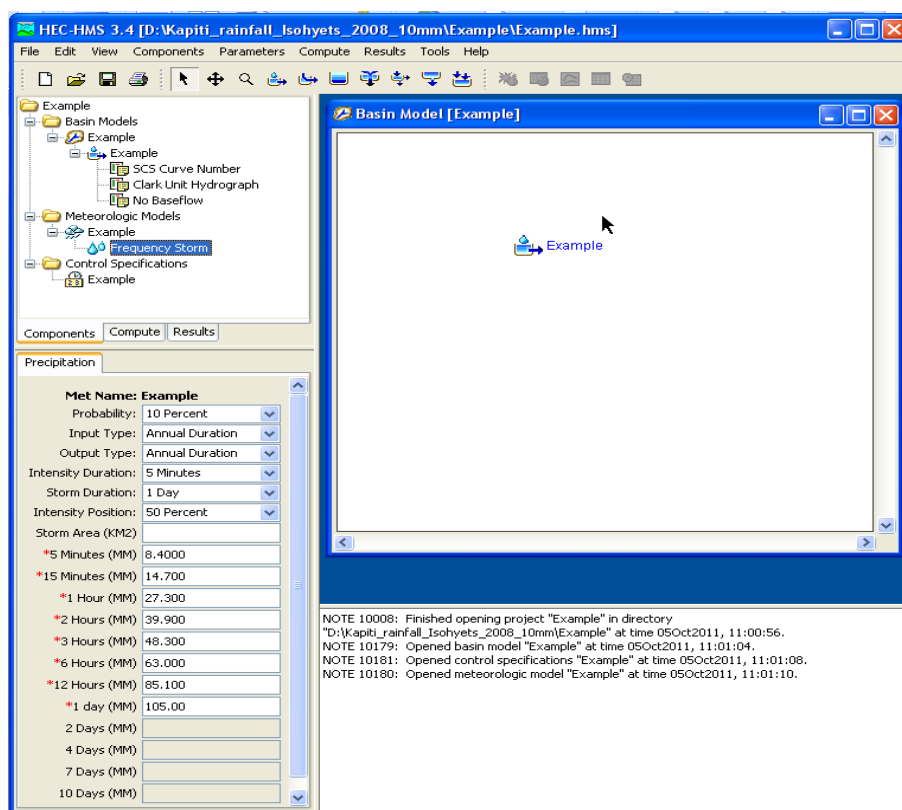 HEC-HMS 3.4 [D:\Kapiti_rainfall_Isohyets_2008_10mm\Example\Example.hms]
File Edit View Components Parameters Compute Results Tools Help
Example
Basin Models
Example
Example
SCS Curve Number
Clark Unit Hydrograph
No Baseflow
Meteorologic Models
Example
Frequency Storm
Control Specifications
Example
Components Compute Results
Basin Model [Example]
Example
Precipitation
Met Name: Example
Probability: 10 Percent
Input Type: Annual Duration
Output Type: Annual Duration
Intensity Duration: 5 Minutes
Storm Duration: 1 Day
Intensity Position: 50 Percent
Storm Area (KM2)
*5 Minutes (MM) 8.4000
*15 Minutes (MM) 14.700
*1 Hour (MM) 27.300
*2 Hours (MM) 39.900
*3 Hours (MM) 48.300
*6 Hours (MM) 63.000
*12 Hours (MM) 85.100
*1 day (MM) 105.00
2 Days (MM)
4 Days (MM)
7 Days (MM)
10 Days (MM)
NOTE 10008: Finished opening project "Example" in directory
"D:\Kapiti_rainfall_Isohyets_2008_10mm\Example" at time 05Oct2011, 11:00:56.
NOTE 10179: Opened basin model "Example" at time 05Oct2011, 11:01:04.
NOTE 10181: Opened control specifications "Example" at time 05Oct2011, 11:01:08.
NOTE 10180: Opened meteorologic model "Example" at time 05Oct2011, 11:01:10.